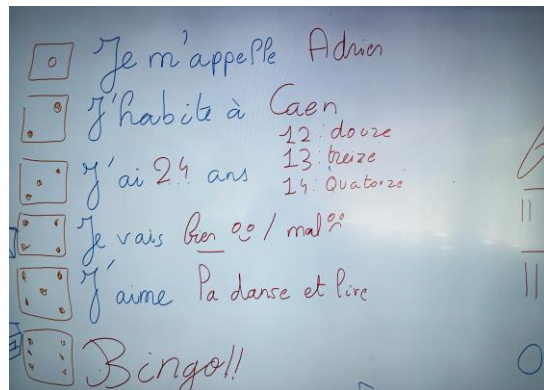 Je m'appelle Adrien
J'habite à Caen
12: douze
13: treize
14: Quatorze
J'ai 24 ans
Je vais bien / mal
J'aime la danse et lire
Bingo!!